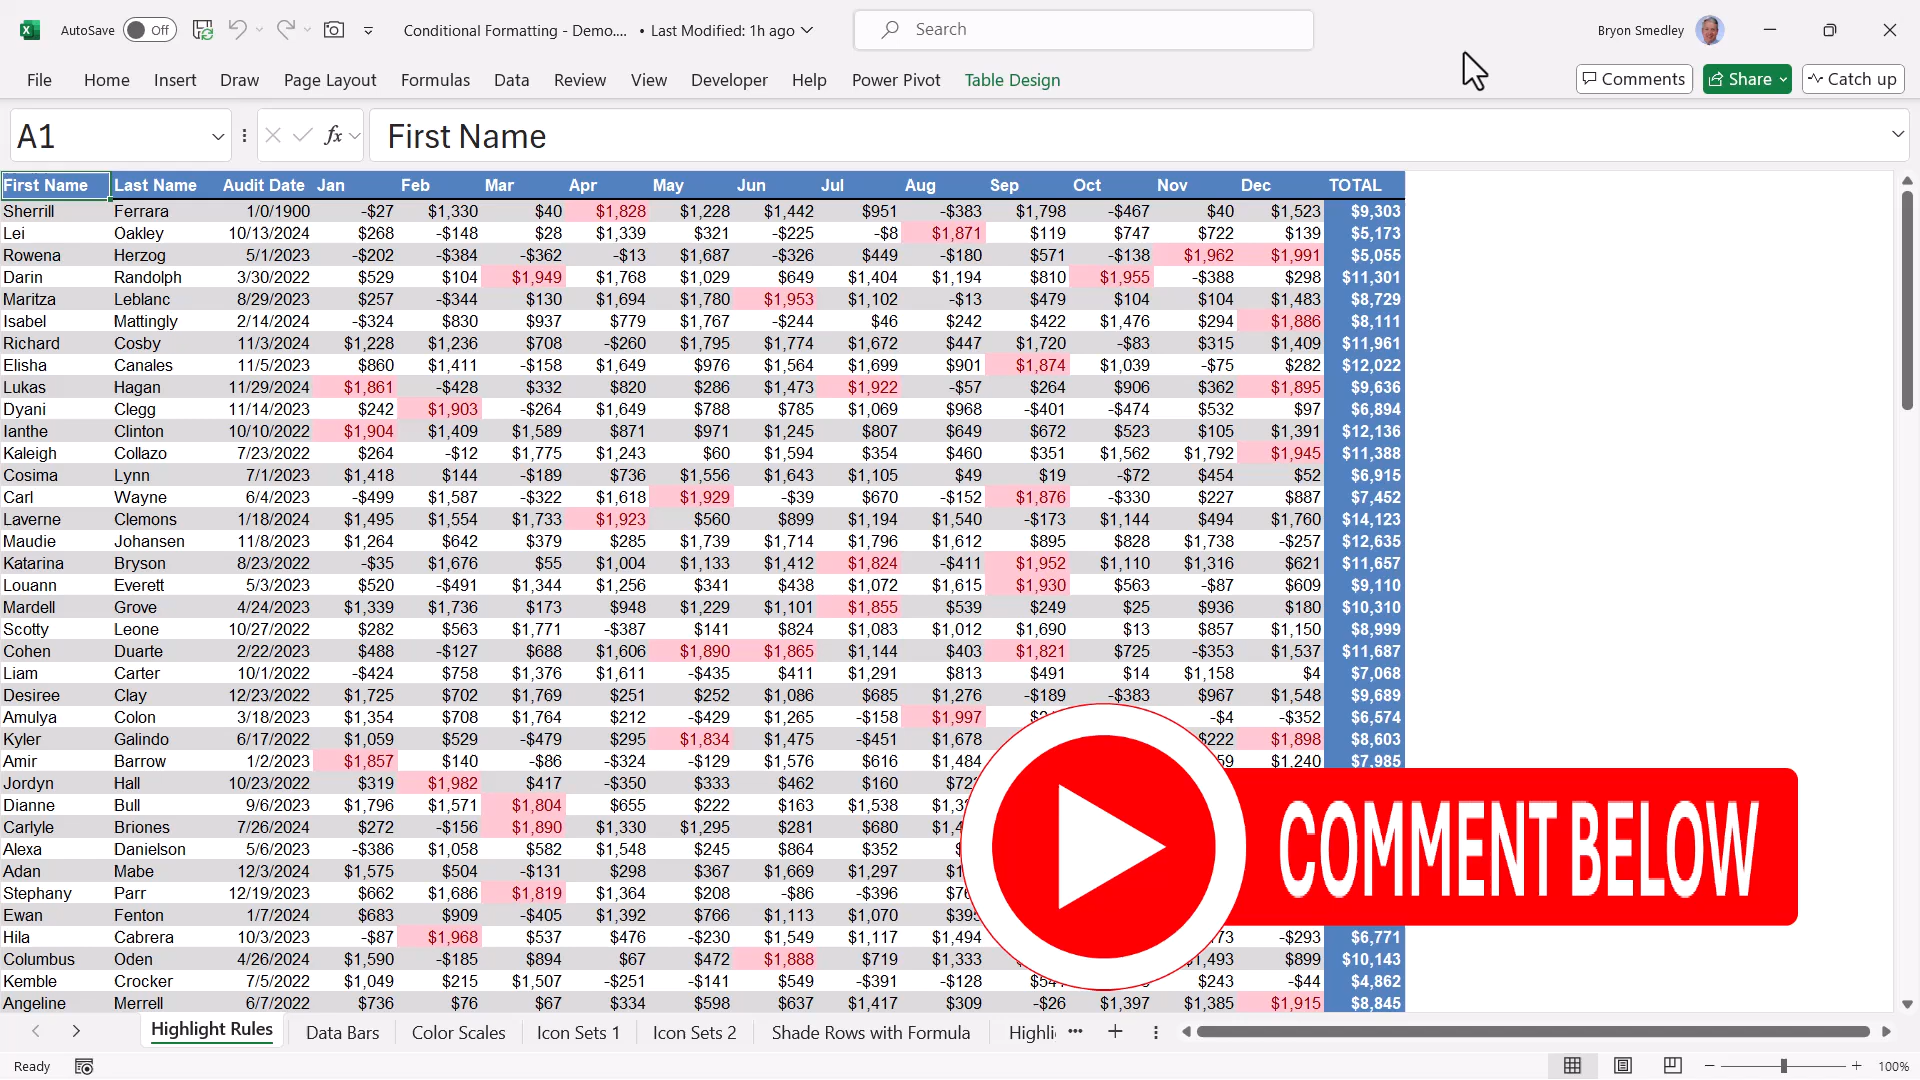 AutoSave Off Conditional Formatting - Demo.... • Last Modified: 1h ago Search Bryon Smedley
File Home Insert Draw Page Layout Formulas Data Review View Developer Help Power Pivot Table Design Comments Share Catch up
A1 fx First Name
First Name Last Name Audit Date Jan Feb Mar Apr May Jun Jul Aug Sep Oct Nov Dec TOTAL
Sherrill Ferrara 1/0/1900 -$27 $1,330 $40 $1,828 $1,228 $1,442 $951 -$383 $1,798 -$467 $40 $1,523 $9,303
Lei Oakley 10/13/2024 $268 -$148 $28 $1,339 $321 -$225 -$8 $1,871 $119 $747 $722 $139 $5,173
Rowena Herzog 5/1/2023 -$202 -$384 -$362 -$13 $1,687 -$326 $449 -$180 $571 -$138 $1,962 $1,991 $5,055
Darin Randolph 3/30/2022 $529 $104 $1,949 $1,768 $1,029 $649 $1,404 $1,194 $810 $1,955 -$388 $298 $11,301
Maritza Leblanc 8/29/2023 $257 -$344 $130 $1,694 $1,780 $1,953 $1,102 -$13 $479 $104 $104 $1,483 $8,729
Isabel Mattingly 2/14/2024 -$324 $830 $937 $779 $1,767 -$244 $46 $242 $422 $1,476 $294 $1,886 $8,111
Richard Cosby 11/3/2024 $1,228 $1,236 $708 -$260 $1,795 $1,774 $1,672 $447 $1,720 -$83 $315 $1,409 $11,961
Elisha Canales 11/5/2023 $860 $1,411 -$158 $1,649 $976 $1,564 $1,699 $901 $1,874 $1,039 -$75 $282 $12,022
Lukas Hagan 11/29/2024 $1,861 -$428 $332 $820 $286 $1,473 $1,922 -$57 $264 $906 $362 $1,895 $9,636
Dyani Clegg 11/14/2023 $242 $1,903 -$264 $1,649 $788 $785 $1,069 $968 -$401 -$474 $532 $97 $6,894
Ianthe Clinton 10/10/2022 $1,904 $1,409 $1,589 $871 $971 $1,245 $807 $649 $672 $523 $105 $1,391 $12,136
Kaleigh Collazo 7/23/2022 $264 -$12 $1,775 $1,243 $60 $1,594 $354 $460 $351 $1,562 $1,792 $1,945 $11,388
Cosima Lynn 7/1/2023 $1,418 $144 -$189 $736 $1,556 $1,643 $1,105 $49 $19 -$72 $454 $52 $6,915
Carl Wayne 6/4/2023 -$499 $1,587 -$322 $1,618 $1,929 -$39 $670 -$152 $1,876 -$330 $227 $887 $7,452
Laverne Clemons 1/18/2024 $1,495 $1,554 $1,733 $1,923 $560 $899 $1,194 $1,540 -$173 $1,144 $494 $1,760 $14,123
Maudie Johansen 11/8/2023 $1,264 $642 $379 $285 $1,739 $1,714 $1,796 $1,612 $895 $828 $1,738 -$257 $12,635
Katarina Bryson 8/23/2022 -$35 $1,676 $55 $1,004 $1,133 $1,412 $1,824 -$411 $1,952 $1,110 $1,316 $621 $11,657
Louann Everett 5/3/2023 $520 -$491 $1,344 $1,256 $341 $438 $1,072 $1,615 $1,930 $563 -$87 $609 $9,110
Mardell Grove 4/24/2023 $1,339 $1,736 $173 $948 $1,229 $1,101 $1,855 $539 $249 $25 $936 $180 $10,310
Scotty Leone 10/27/2022 $282 $563 $1,771 -$387 $141 $824 $1,083 $1,012 $1,690 $13 $857 $1,150 $8,999
Cohen Duarte 2/22/2023 $488 -$127 $688 $1,606 $1,890 $1,865 $1,144 $403 $1,821 $725 -$353 $1,537 $11,687
Liam Carter 10/1/2022 -$424 $758 $1,376 $1,611 -$435 $411 $1,291 $813 $491 $14 $1,158 $4 $7,068
Desiree Clay 12/23/2022 $1,725 $702 $1,769 $251 $252 $1,086 $685 $1,276 -$189 -$383 $967 $1,548 $9,689
Amulya Colon 3/18/2023 $1,354 $708 $1,764 $212 -$429 $1,265 -$158 $1,997 -$4 -$352 $6,574
Kyler Galindo 6/17/2022 $1,059 $529 -$479 $295 $1,834 $1,475 -$451 $1,678 $222 $1,898 $8,603
Amir Barrow 1/2/2023 $1,857 $140 -$86 -$324 -$129 $1,576 $616 $1,484 59 $1,240 $7,985
Jordyn Hall 10/23/2022 $319 $1,982 $417 -$350 $333 $462 $160
Dianne Bull 9/6/2023 $1,796 $1,571 $1,804 $655 $222 $163 $1,538
Carlyle Briones 7/26/2024 $272 -$156 $1,890 $1,330 $1,295 $281 $680
Alexa Danielson 5/6/2023 -$386 $1,058 $582 $1,548 $245 $864 $352
Adan Mabe 12/3/2024 $1,575 $504 -$131 $298 $367 $1,669 $1,297
Stephany Parr 12/19/2023 $662 $1,686 $1,819 $1,364 $208 -$86 -$396
Ewan Fenton 1/7/2024 $683 $909 -$405 $1,392 $766 $1,113 $1,070 $395
Hila Cabrera 10/3/2023 -$87 $1,968 $537 $476 -$230 $1,549 $1,117 $1,494 73 -$293 $6,771
Columbus Oden 4/26/2024 $1,590 -$185 $894 $67 $472 $1,888 $719 $1,333 $1,493 $899 $10,143
Kemble Crocker 7/5/2022 $1,049 $215 $1,507 -$251 -$141 $549 -$391 -$128 $243 -$44 $4,862
Angeline Merrell 6/7/2022 $736 $76 $67 $334 $598 $637 $1,417 $309 -$26 $1,397 $1,385 $1,915 $8,845
COMMENT BELOW
Highlight Rules Data Bars Color Scales Icon Sets 1 Icon Sets 2 Shade Rows with Formula Highli
Ready 100%